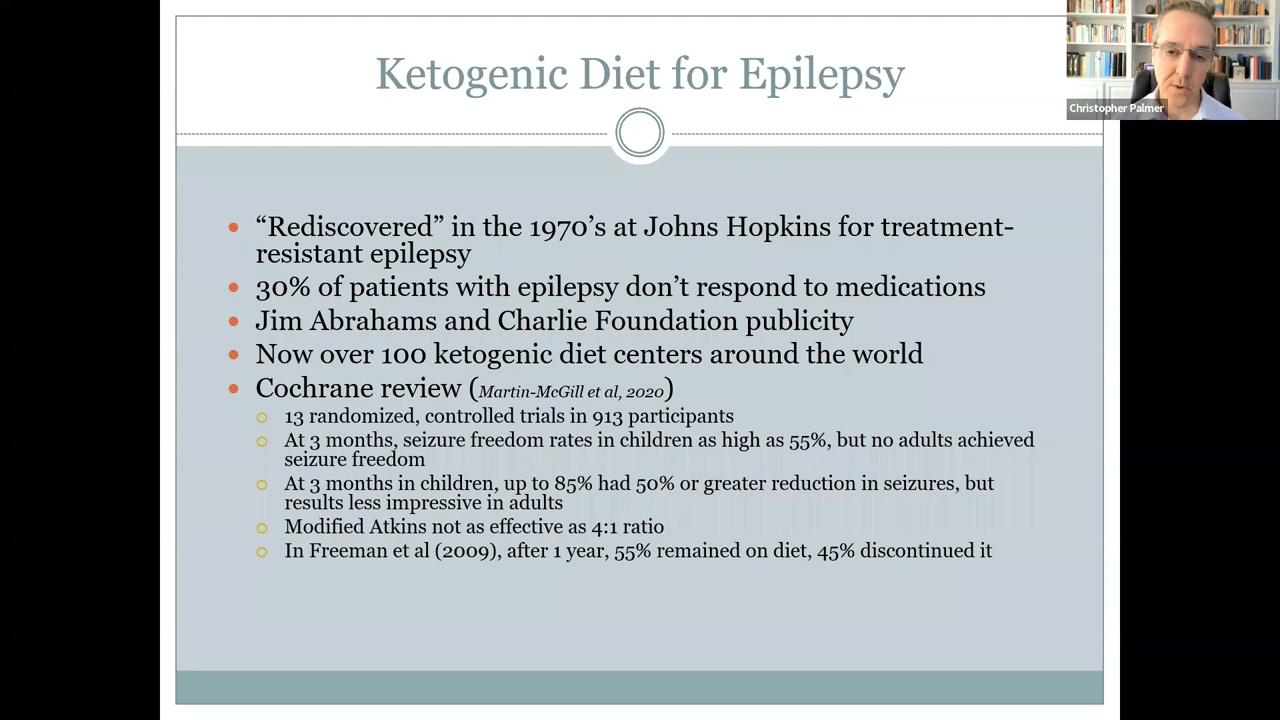 Ketogenic Diet for Epilepsy
Christopher Palmer
• “Rediscovered” in the 1970’s at Johns Hopkins for treatment-
resistant epilepsy
• 30% of patients with epilepsy don’t respond to medications
• Jim Abrahams and Charlie Foundation publicity
• Now over 100 ketogenic diet centers around the world
• Cochrane review (Martin-McGill et al, 2020)
○ 13 randomized, controlled trials in 913 participants
○ At 3 months, seizure freedom rates in children as high as 55%, but no adults achieved
seizure freedom
○ At 3 months in children, up to 85% had 50% or greater reduction in seizures, but
results less impressive in adults
○ Modified Atkins not as effective as 4:1 ratio
○ In Freeman et al (2009), after 1 year, 55% remained on diet, 45% discontinued it